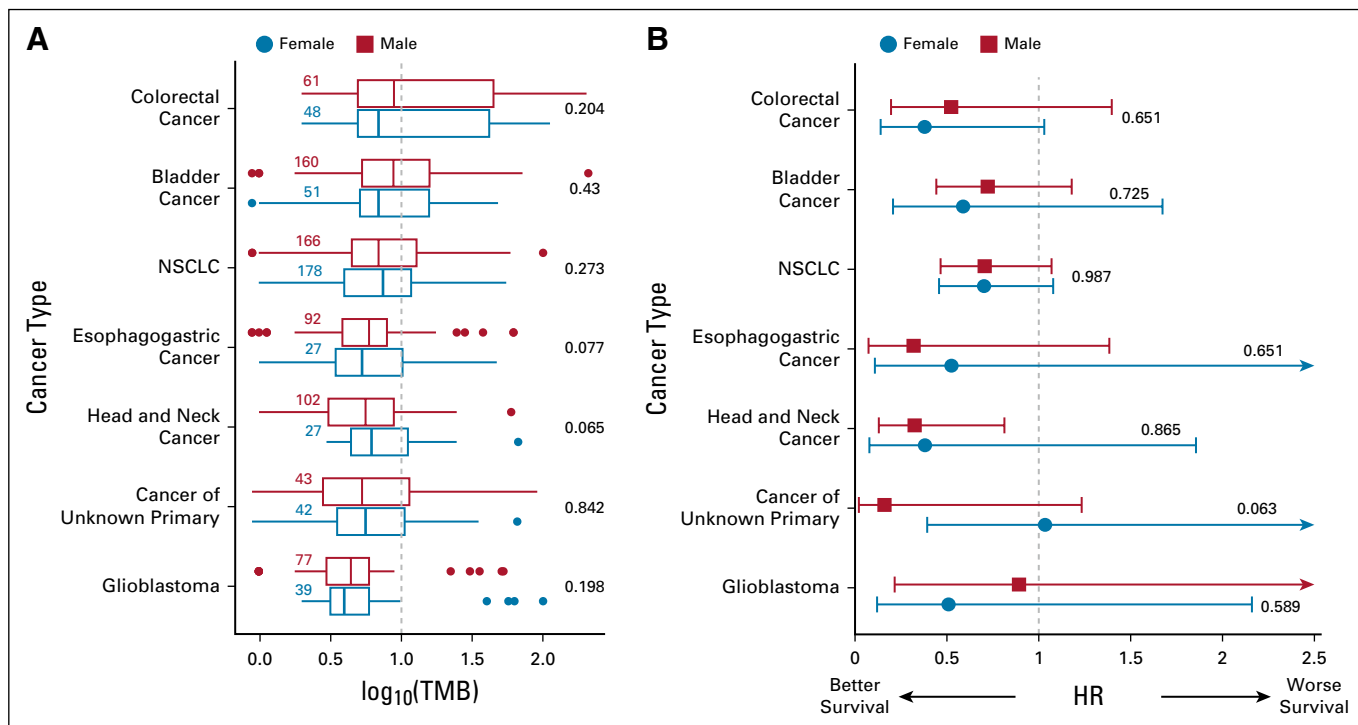 A
Female
Male
Cancer Type
Colorectal
Cancer
61
48
0.204
Bladder
Cancer
160
51
0.43
NSCLC
166
178
0.273
Esophagogastric
Cancer
92
27
0.077
Head and Neck
Cancer
102
27
0.065
Cancer of
Unknown Primary
43
42
0.842
Glioblastoma
77
39
0.198
0.0 0.5 1.0 1.5 2.0
log₁₀(TMB)
B
Female
Male
Cancer Type
Colorectal
Cancer
0.651
Bladder
Cancer
0.725
NSCLC
0.987
Esophagogastric
Cancer
0.651
Head and Neck
Cancer
0.865
Cancer of
Unknown Primary
0.063
Glioblastoma
0.589
0 0.5 1 1.5 2 2.5
Better
Survival
HR
Worse
Survival